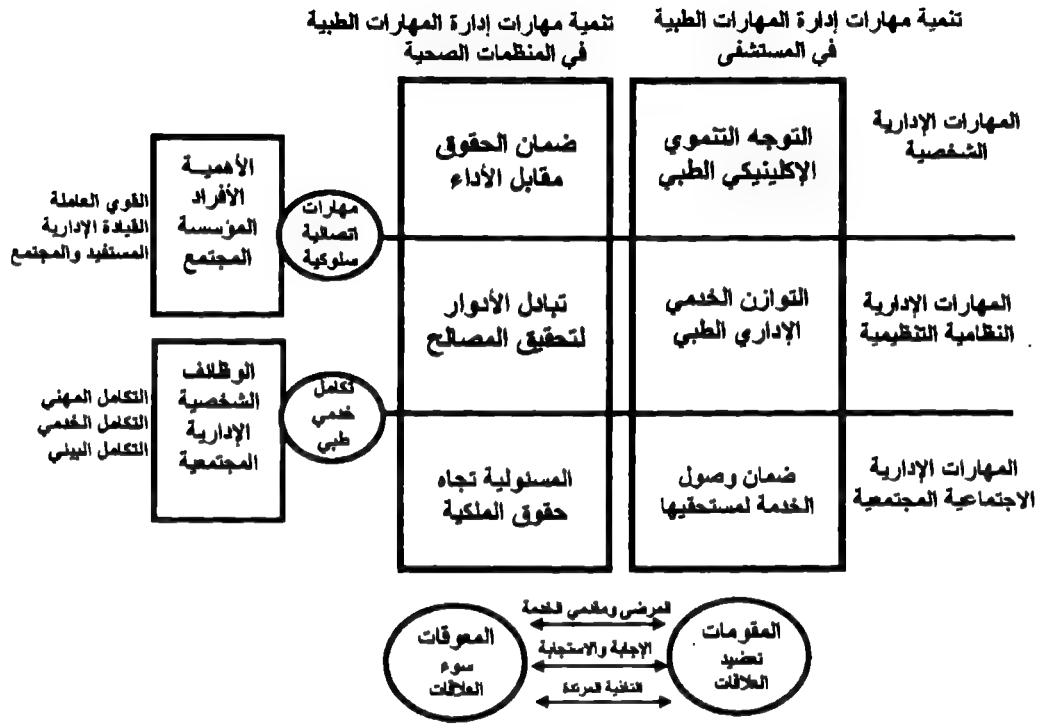 تنمية مهارات إدارة المهارات الطبية
في المستشفى
تنمية مهارات إدارة المهارات الطبية
في المنظمات الصحية
المهارات الإدارية
الشخصية
التوجه التنموي
الإكلينيكي الطبي
ضمان الحقوق
مقابل الأداء
مهارات
اتصالية
سلوكية
الأهمية
الأفراد
المؤسسة
المجتمع
القوي العاملة
القيادة الإدارية
المستفيد والمجتمع
المهارات الإدارية
النظامية التنظيمية
التوازن الخدمي
الإداري الطبي
تبادل الأدوار
لتحقيق المصالح
تكامل
خدمي
طبي
الوظائف
الشخصية
الإدارية
المجتمعية
التكامل المهني
التكامل الخدمي
التكامل البيني
المهارات الإدارية
الاجتماعية المجتمعية
ضمان وصول
الخدمة لمستحقيها
المسئولية تجاه
حقوق الملكية
المقومات
تعضيد
العلاقات
المرضى ومقدمي الخدمة
الإجابة والاستجابة
التغذية المرتدة
المعوقات
سوء
العلاقات